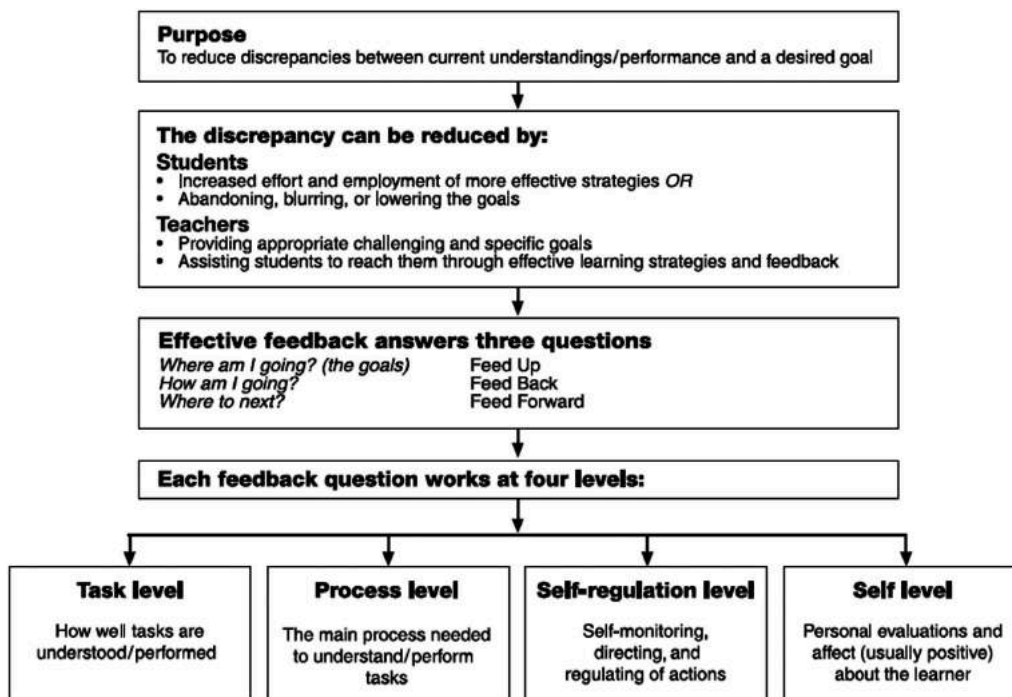 Purpose
To reduce discrepancies between current understandings/performance and a desired goal
The discrepancy can be reduced by:
Students
• Increased effort and employment of more effective strategies OR
• Abandoning, blurring, or lowering the goals
Teachers
• Providing appropriate challenging and specific goals
• Assisting students to reach them through effective learning strategies and feedback
Effective feedback answers three questions
Where am I going? (the goals) Feed Up
How am I going? Feed Back
Where to next? Feed Forward
Each feedback question works at four levels:
Task level
How well tasks are
understood/performed
Process level
The main process needed
to understand/perform
tasks
Self-regulation level
Self-monitoring,
directing, and
regulating of actions
Self level
Personal evaluations and
affect (usually positive)
about the learner